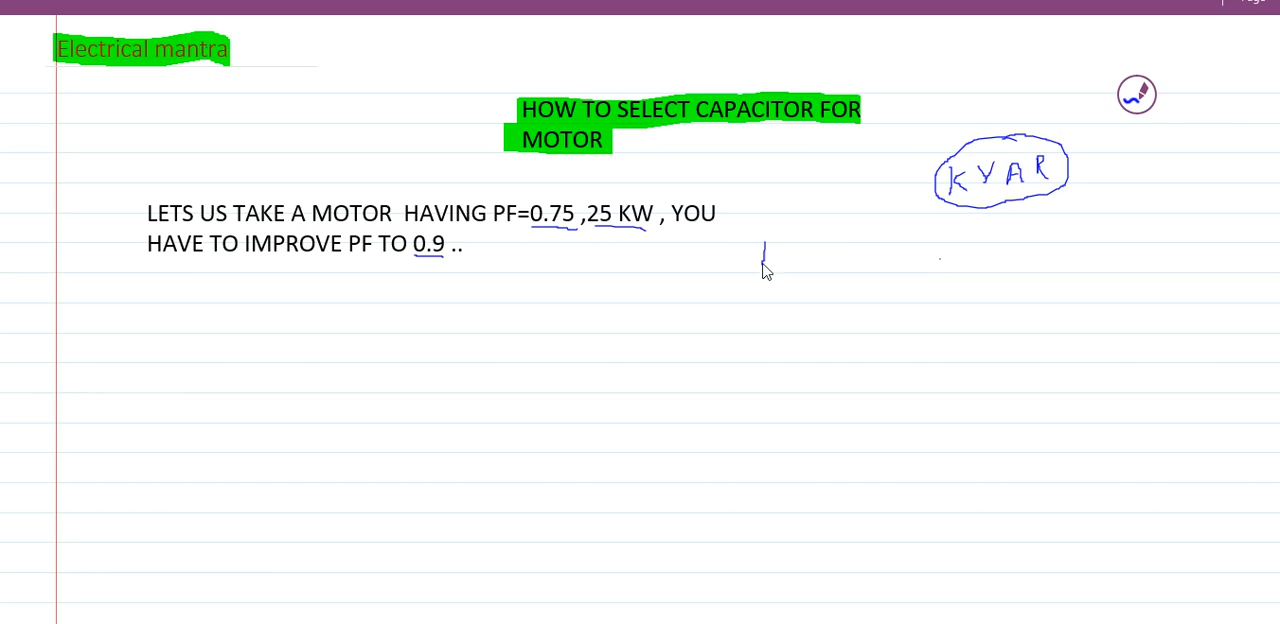 Electrical mantra
HOW TO SELECT CAPACITOR FOR
MOTOR
KVAR
LETS US TAKE A MOTOR HAVING PF=0.75 ,25 KW , YOU
HAVE TO IMPROVE PF TO 0.9 ..